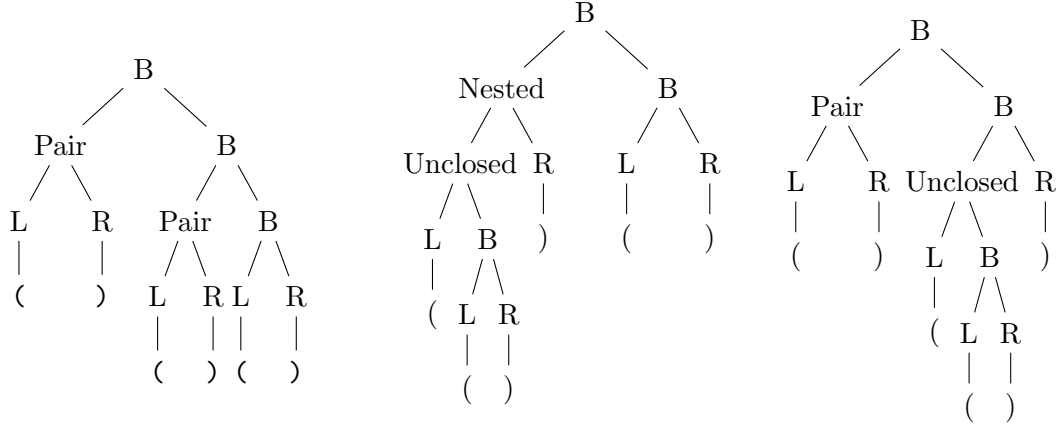 B
Pair B
L R Pair B
( ) L R L R
( ) ( )
B
Nested B
Unclosed R L R
L B ) ( )
( L R
( )
B
Pair B
L R Unclosed R
( ) L B )
( L R
( )